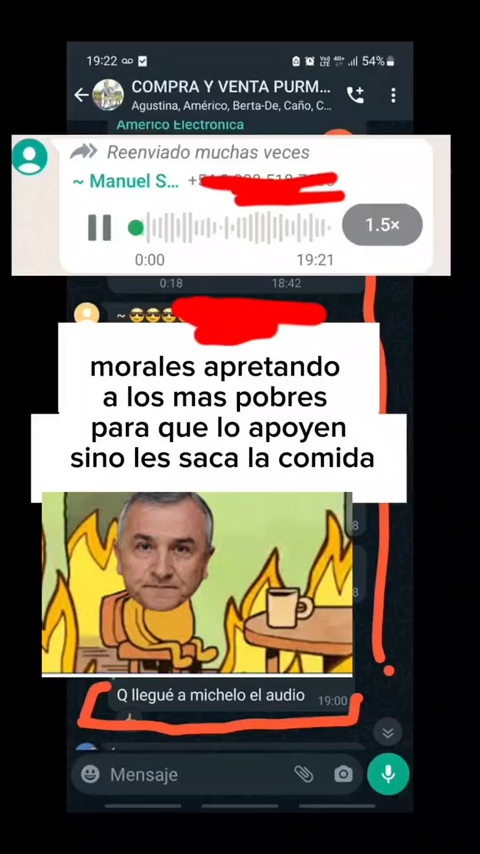 19:22
54%
COMPRA Y VENTA PURM...
Agustina, Américo, Berta-De, Caño, C...
Americo Electronica
Reenviado muchas veces
~ Manuel S...
1.5×
0:00 19:21
0:18 18:42
~
morales apretando
a los mas pobres
para que lo apoyen
sino les saca la comida
Q llegué a michelo el audio 19:00
Mensaje